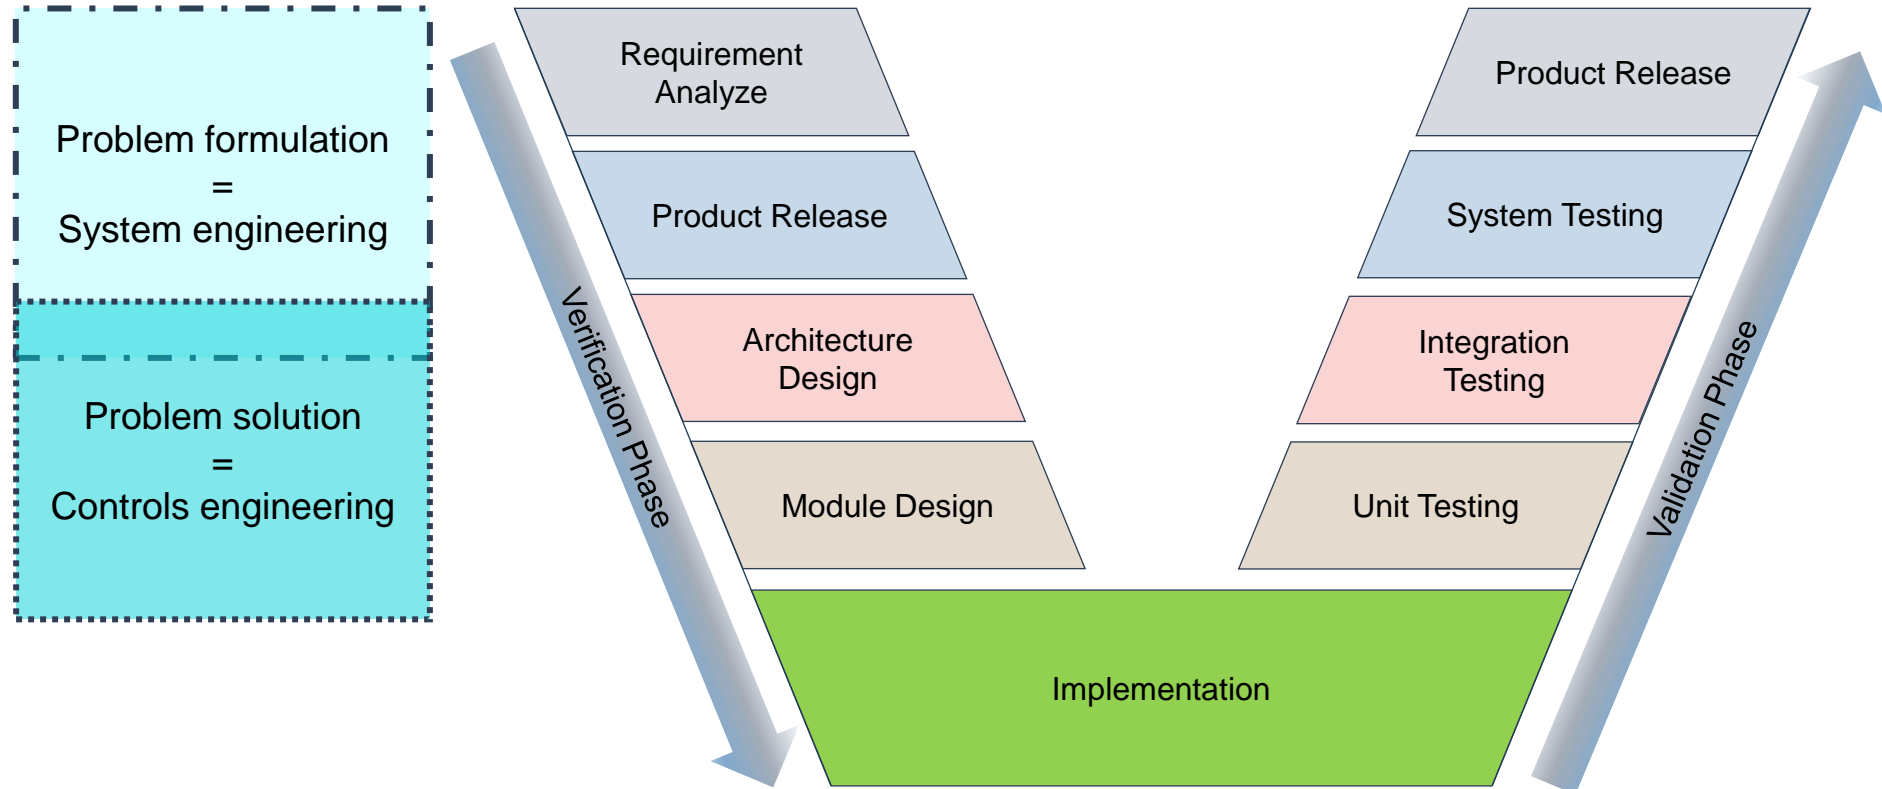 Problem formulation
=
System engineering
Problem solution
=
Controls engineering
Verification Phase
Requirement
Analyze
Product Release
Architecture
Design
Module Design
Implementation
Product Release
System Testing
Integration
Testing
Unit Testing
Validation Phase